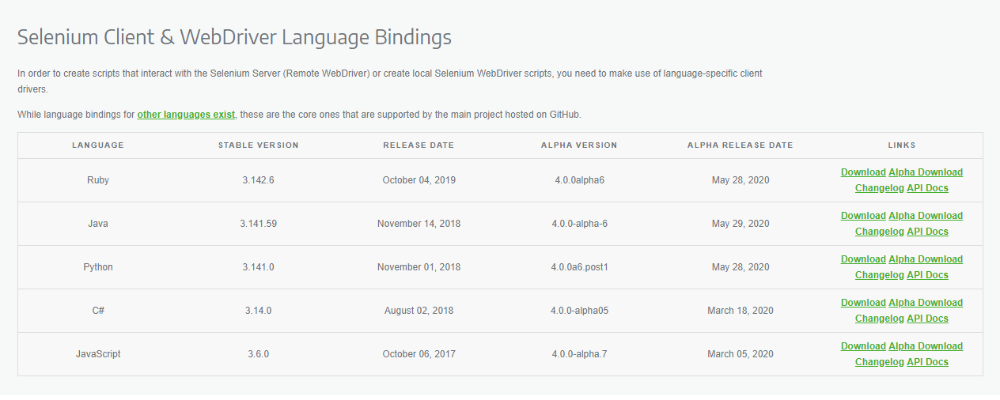 Selenium Client & WebDriver Language Bindings
In order to create scripts that interact with the Selenium Server (Remote WebDriver) or create local Selenium WebDriver scripts, you need to make use of language-specific client
drivers.
While language bindings for other languages exist, these are the core ones that are supported by the main project hosted on GitHub.
LANGUAGE STABLE VERSION RELEASE DATE ALPHA VERSION ALPHA RELEASE DATE LINKS
Ruby 3.142.6 October 04, 2019 4.0.0alpha6 May 28, 2020 Download Alpha Download
Changelog API Docs
Java 3.141.59 November 14, 2018 4.0.0-alpha-6 May 29, 2020 Download Alpha Download
Changelog API Docs
Python 3.141.0 November 01, 2018 4.0.0a6.post1 May 28, 2020 Download Alpha Download
Changelog API Docs
C# 3.14.0 August 02, 2018 4.0.0-alpha05 March 18, 2020 Download Alpha Download
Changelog API Docs
JavaScript 3.6.0 October 06, 2017 4.0.0-alpha.7 March 05, 2020 Download Alpha Download
Changelog API Docs